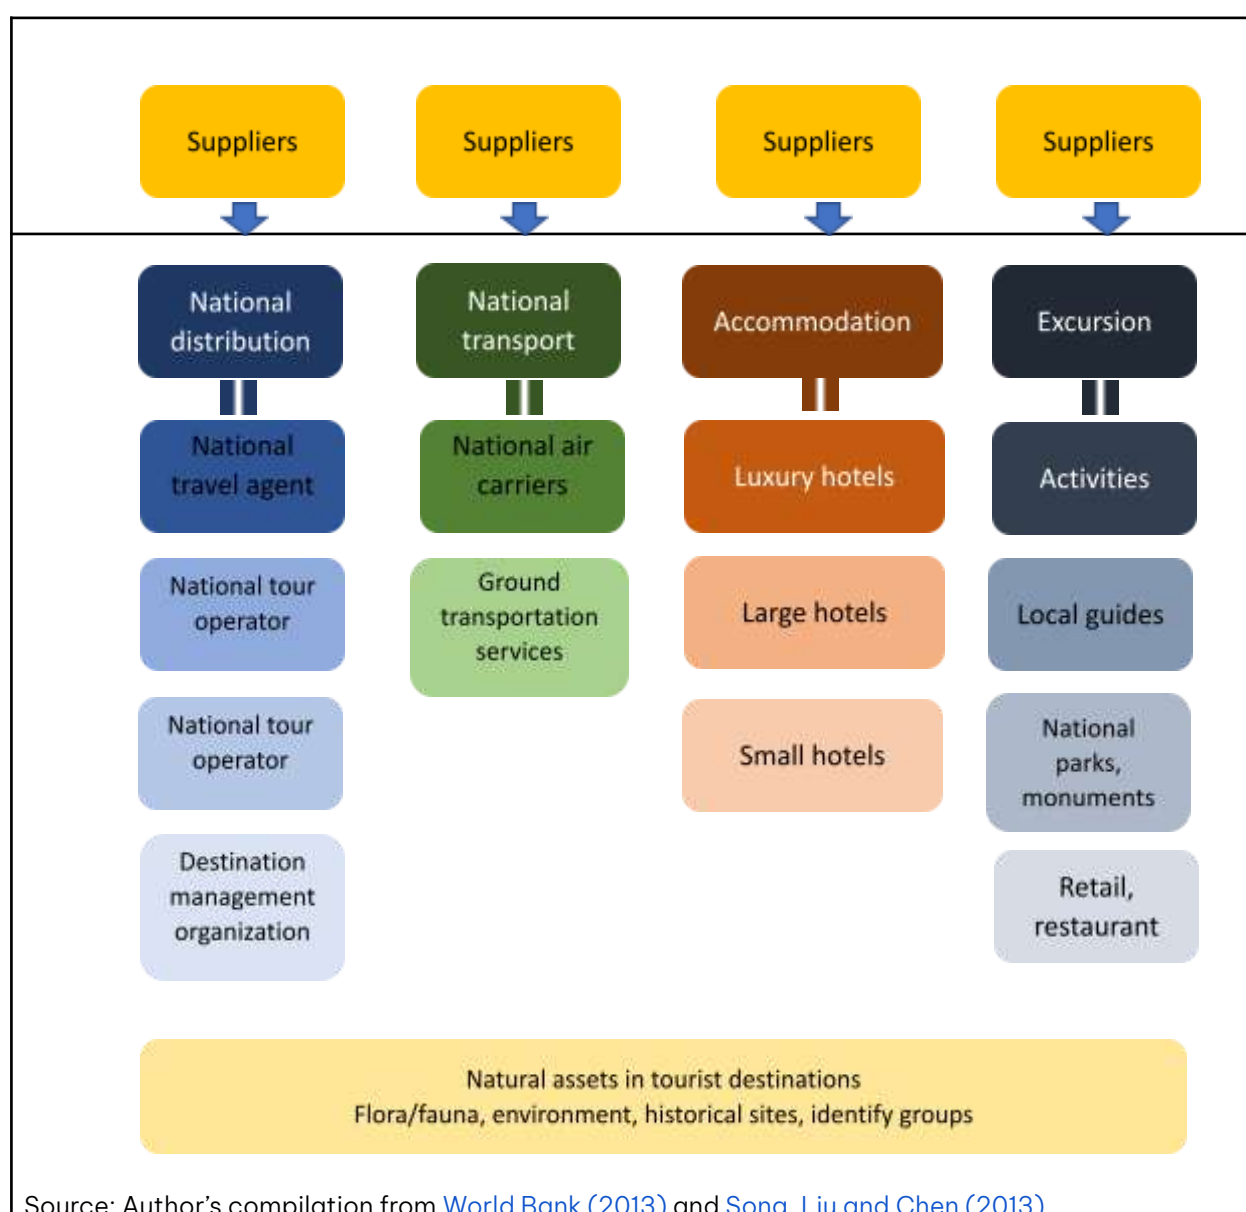 Suppliers
Suppliers
Suppliers
Suppliers
National
distribution
National
transport
Accommodation
Excursion
National
travel agent
National air
carriers
Luxury hotels
Activities
National tour
operator
Ground
transportation
services
Large hotels
Local guides
National tour
operator
Small hotels
National
parks,
monuments
Destination
management
organization
Retail,
restaurant
Natural assets in tourist destinations
Flora/fauna, environment, historical sites, identify groups
Source: Author’s compilation from World Bank (2013) and Song, Liu and Chen (2013)